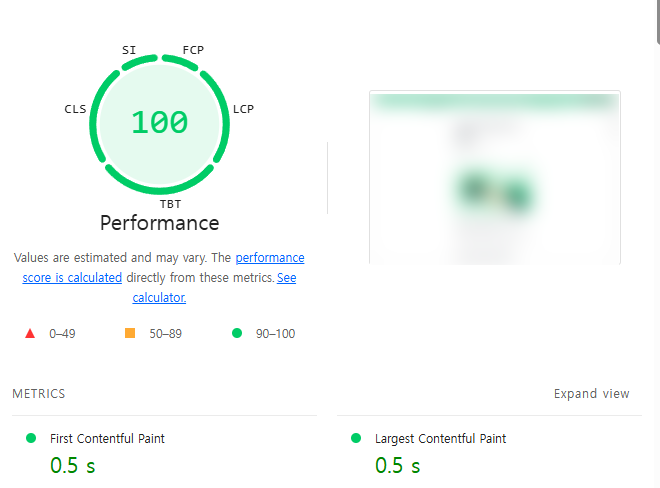 SI FCP
CLS LCP
100
TBT
Performance
Values are estimated and may vary. The performance
score is calculated directly from these metrics. See
calculator.
0–49 50–89 90–100
METRICS Expand view
First Contentful Paint Largest Contentful Paint
0.5 s 0.5 s